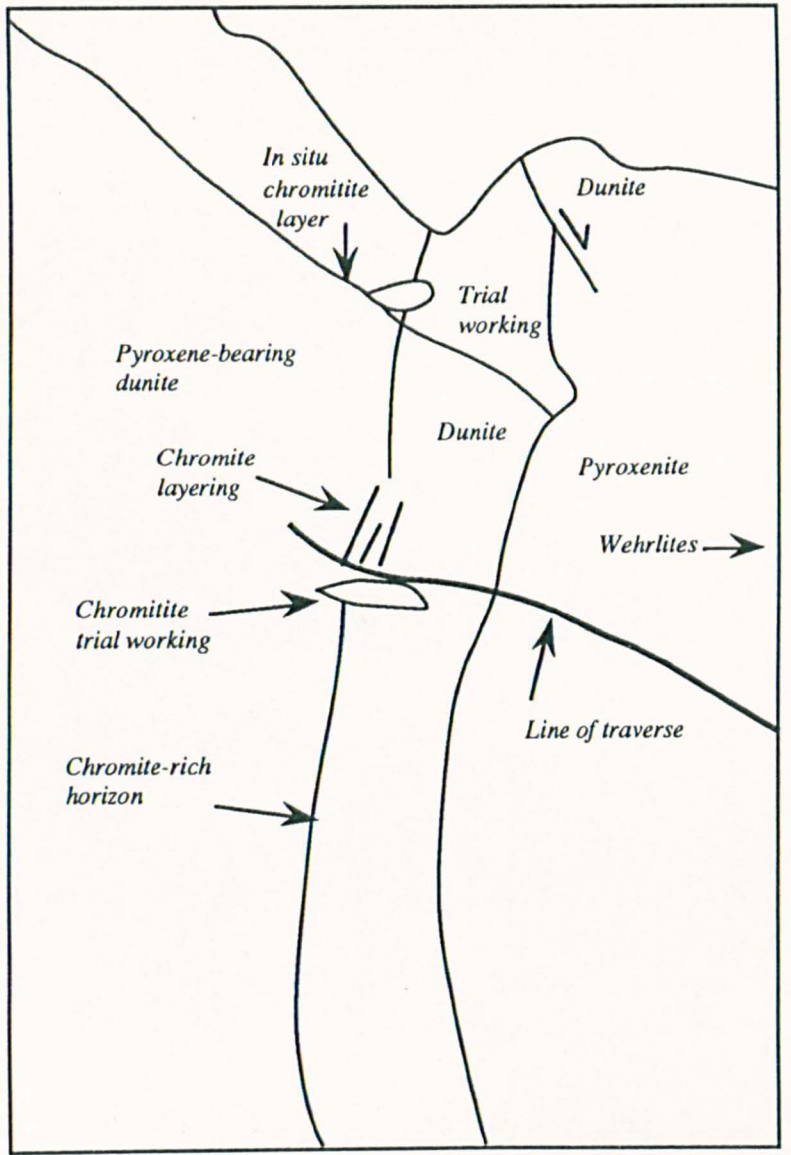 In situ
chromitite
layer
Dunite
Trial
working
Pyroxene-bearing
dunite
Dunite
Chromite
layering
Pyroxenite
Wehrlites
Chromitite
trial working
Line of traverse
Chromite-rich
horizon